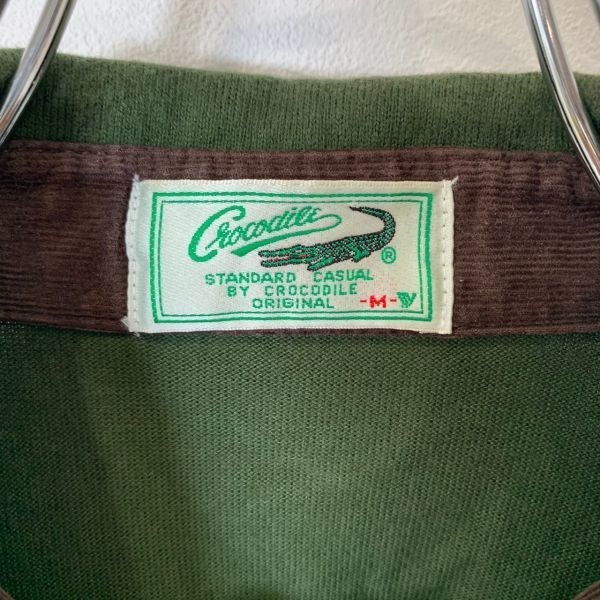 Crocodile
®
STANDARD CASUAL
BY CROCODILE
ORIGINAL -M-